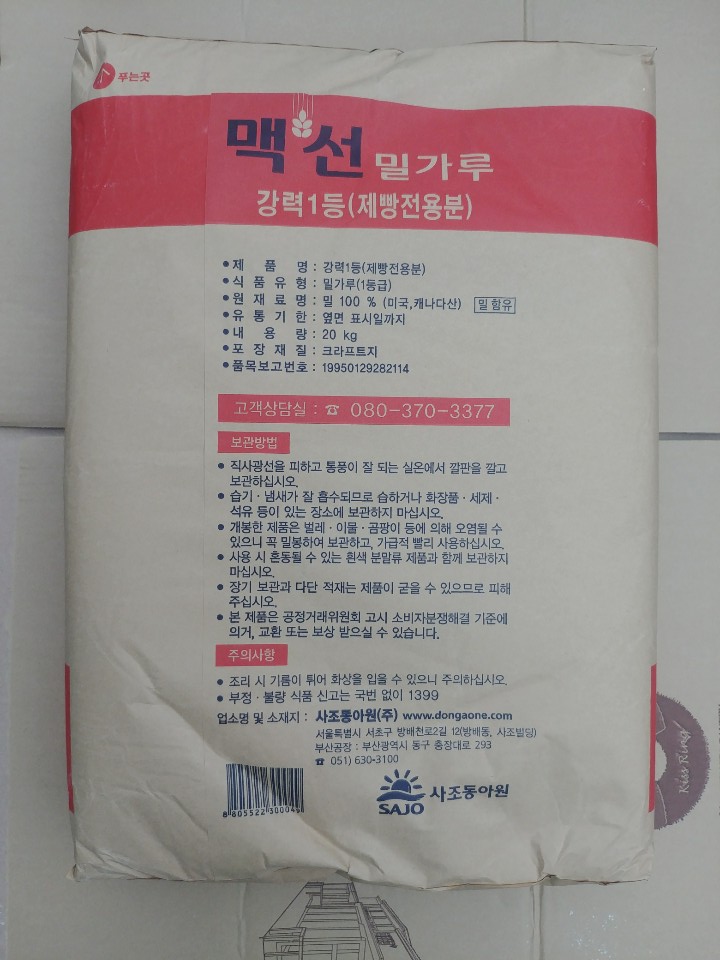 푸는곳
맥선 밀가루
강력1등(제빵전용분)
• 제 품 명 : 강력1등(제빵전용분)
• 식 품 유 형 : 밀가루(1등급)
• 원 재 료 명 : 밀 100 % (미국,캐나다산) 밀 함유
• 유 통 기 한 : 옆면 표시일까지
• 내 용 량 : 20 kg
• 포 장 재 질 : 크라프트지
• 품목보고번호 : 19950129282114
고객상담실 : ☎ 080-370-3377
보관방법
• 직사광선을 피하고 통풍이 잘 되는 실온에서 깔판을 깔고
보관하십시오.
• 습기 · 냄새가 잘 흡수되므로 습하거나 화장품 · 세제 ·
석유 등이 있는 장소에 보관하지 마십시오.
• 개봉한 제품은 벌레 · 이물 · 곰팡이 등에 의해 오염될 수
있으니 꼭 밀봉하여 보관하고, 가급적 빨리 사용하십시오.
• 사용 시 혼동될 수 있는 흰색 분말류 제품과 함께 보관하지
마십시오.
• 장기 보관과 다단 적재는 제품이 굳을 수 있으므로 피해
주십시오.
• 본 제품은 공정거래위원회 고시 소비자분쟁해결 기준에
의거, 교환 또는 보상 받으실 수 있습니다.
주의사항
• 조리 시 기름이 튀어 화상을 입을 수 있으니 주의하십시오.
• 부정 · 불량 식품 신고는 국번 없이 1399
업소명 및 소재지 : 사조동아원(주) www.dongaone.com
서울특별시 서초구 방배천로2길 12(방배동, 사조빌딩)
부산공장 : 부산광역시 동구 충장대로 293
☎ 051) 630-3100
8 805522 300049
SAJO 사조동아원
Kiss Ring